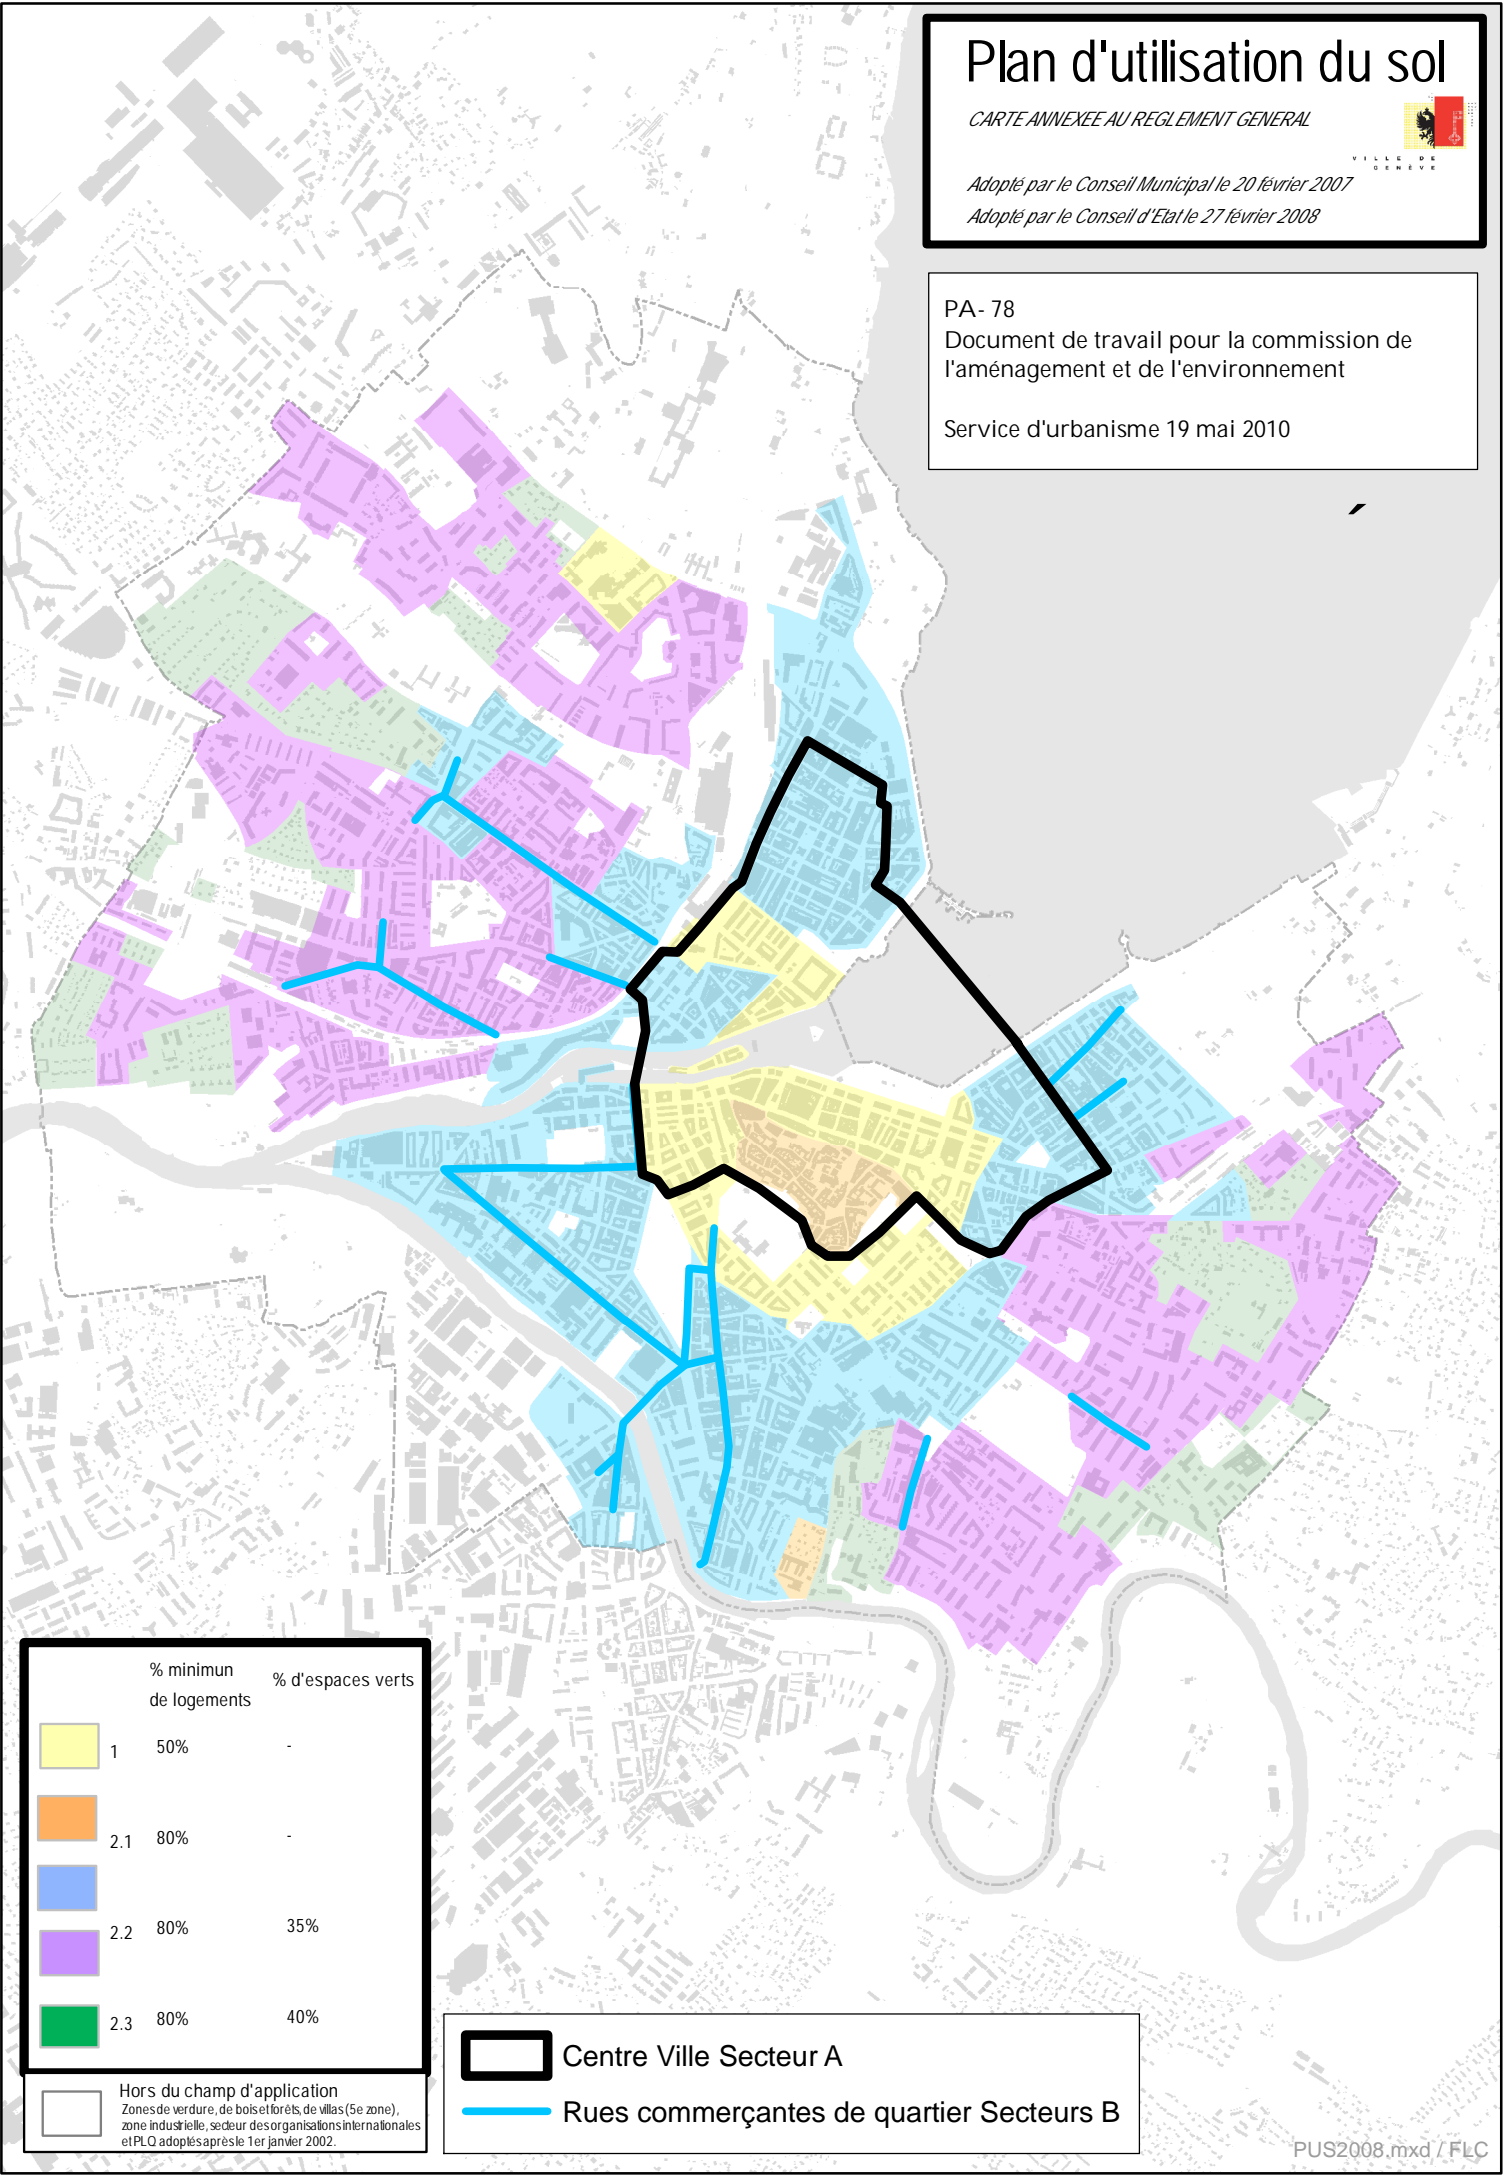 Plan d'utilisation du sol
CARTE ANNEXEE AU REGLEMENT GENERAL
VILLE DE
GENÈVE
Adopté par le Conseil Municipal le 20 février 2007
Adopté par le Conseil d'Etat le 27 février 2008
PA- 78
Document de travail pour la commission de
l'aménagement et de l'environnement
Service d'urbanisme 19 mai 2010
% minimun
de logements
% d'espaces verts
1 50% -
2.1 80% -
2.2 80% 35%
2.3 80% 40%
Hors du champ d'application
Zones de verdure, de bois et forêts, de villas (5e zone),
zone industrielle, secteur des organisations internationales
et PLQ adoptés après le 1er janvier 2002.
Centre Ville Secteur A
Rues commerçantes de quartier Secteurs B
PUS2008.mxd / FLC